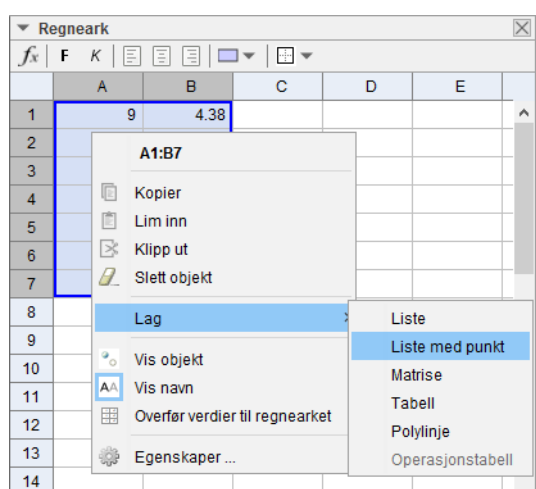 Regneark
fx F K
A B C D E
1 9 4.38
2
A1:B7
3
4 Kopier
5 Lim inn
6 Klipp ut
7 Slett objekt
8 Lag Liste
9 Liste med punkt
10 Vis objekt Matrise
11 AA Vis navn Tabell
12 Overfør verdier til regnearket Polylinje
13 Egenskaper ... Operasjonstabell
14